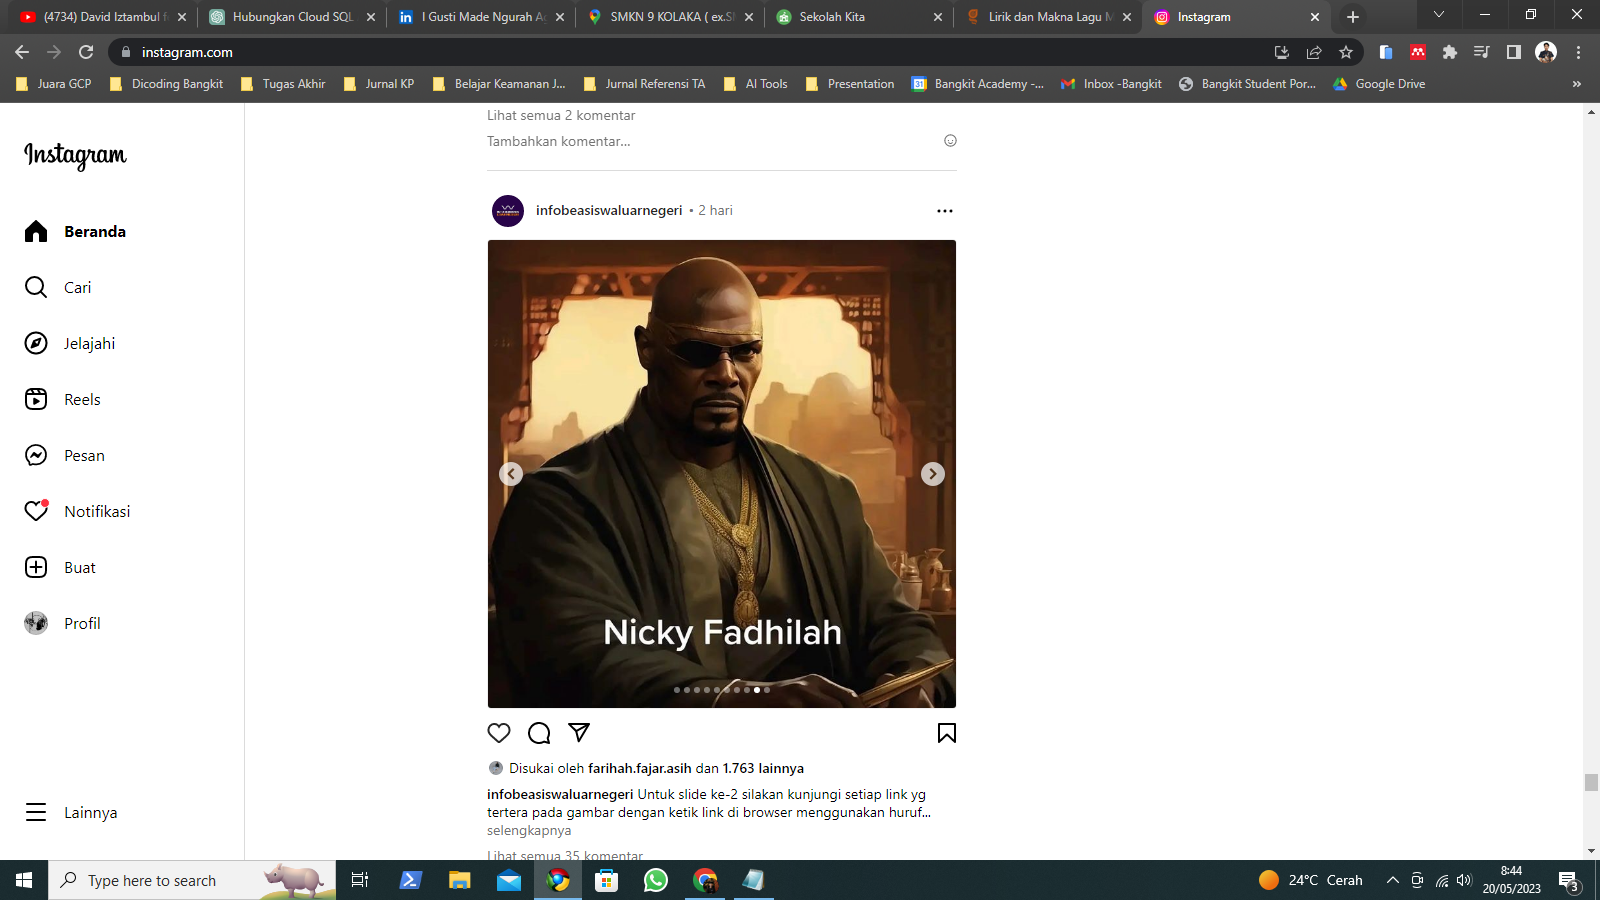 (4734) David Iztambul f
Hubungkan Cloud SQL
I Gusti Made Ngurah A
SMKN 9 KOLAKA ( ex.S
Sekolah Kita
Lirik dan Makna Lagu M
Instagram
instagram.com
Juara GCP
Dicoding Bangkit
Tugas Akhir
Jurnal KP
Belajar Keamanan J...
Jurnal Referensi TA
AI Tools
Presentation
Bangkit Academy -...
Inbox -Bangkit
Bangkit Student Por...
Google Drive
»
Instagram
Beranda
Cari
Jelajahi
Reels
Pesan
Notifikasi
Buat
Profil
Lainnya
Lihat semua 2 komentar
Tambahkan komentar...
infobeasiswaluarnegeri • 2 hari
Nicky Fadhilah
Disukai oleh farihah.fajar.asih dan 1.763 lainnya
infobeasiswaluarnegeri Untuk slide ke-2 silakan kunjungi setiap link yg
tertera pada gambar dengan ketik link di browser menggunakan huruf...
selengkapnya
Lihat semua 35 komentar
Type here to search
24°C Cerah
8:44
20/05/2023
3